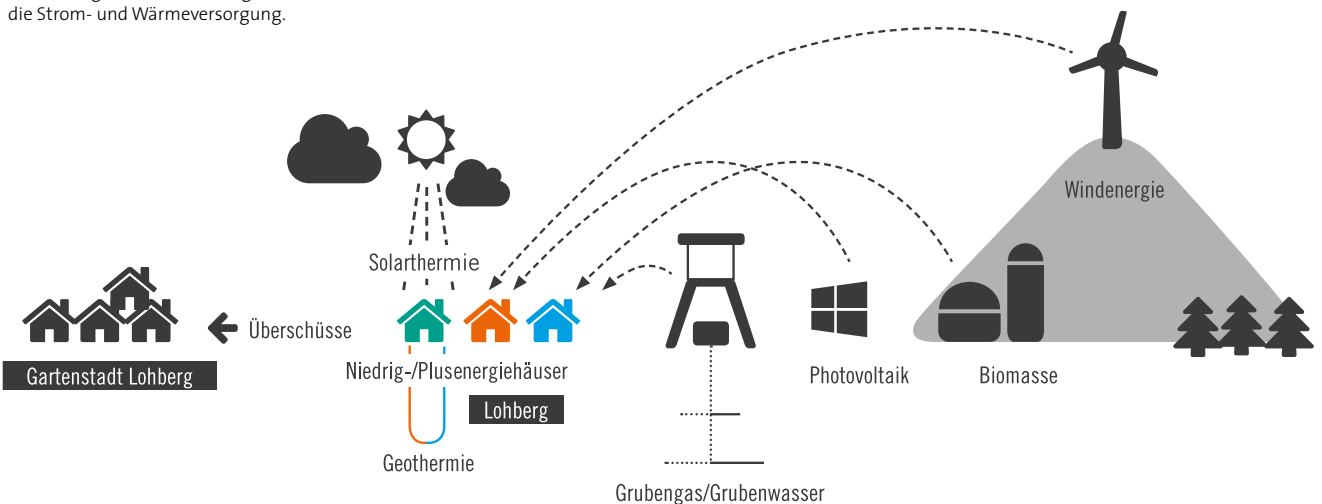 die Strom- und Wärmeversorgung.
Windenergie
Solarthermie
Überschüsse
Gartenstadt Lohberg
Niedrig-/Plusenergiehäuser
Photovoltaik
Biomasse
Lohberg
Geothermie
Grubengas/Grubenwasser